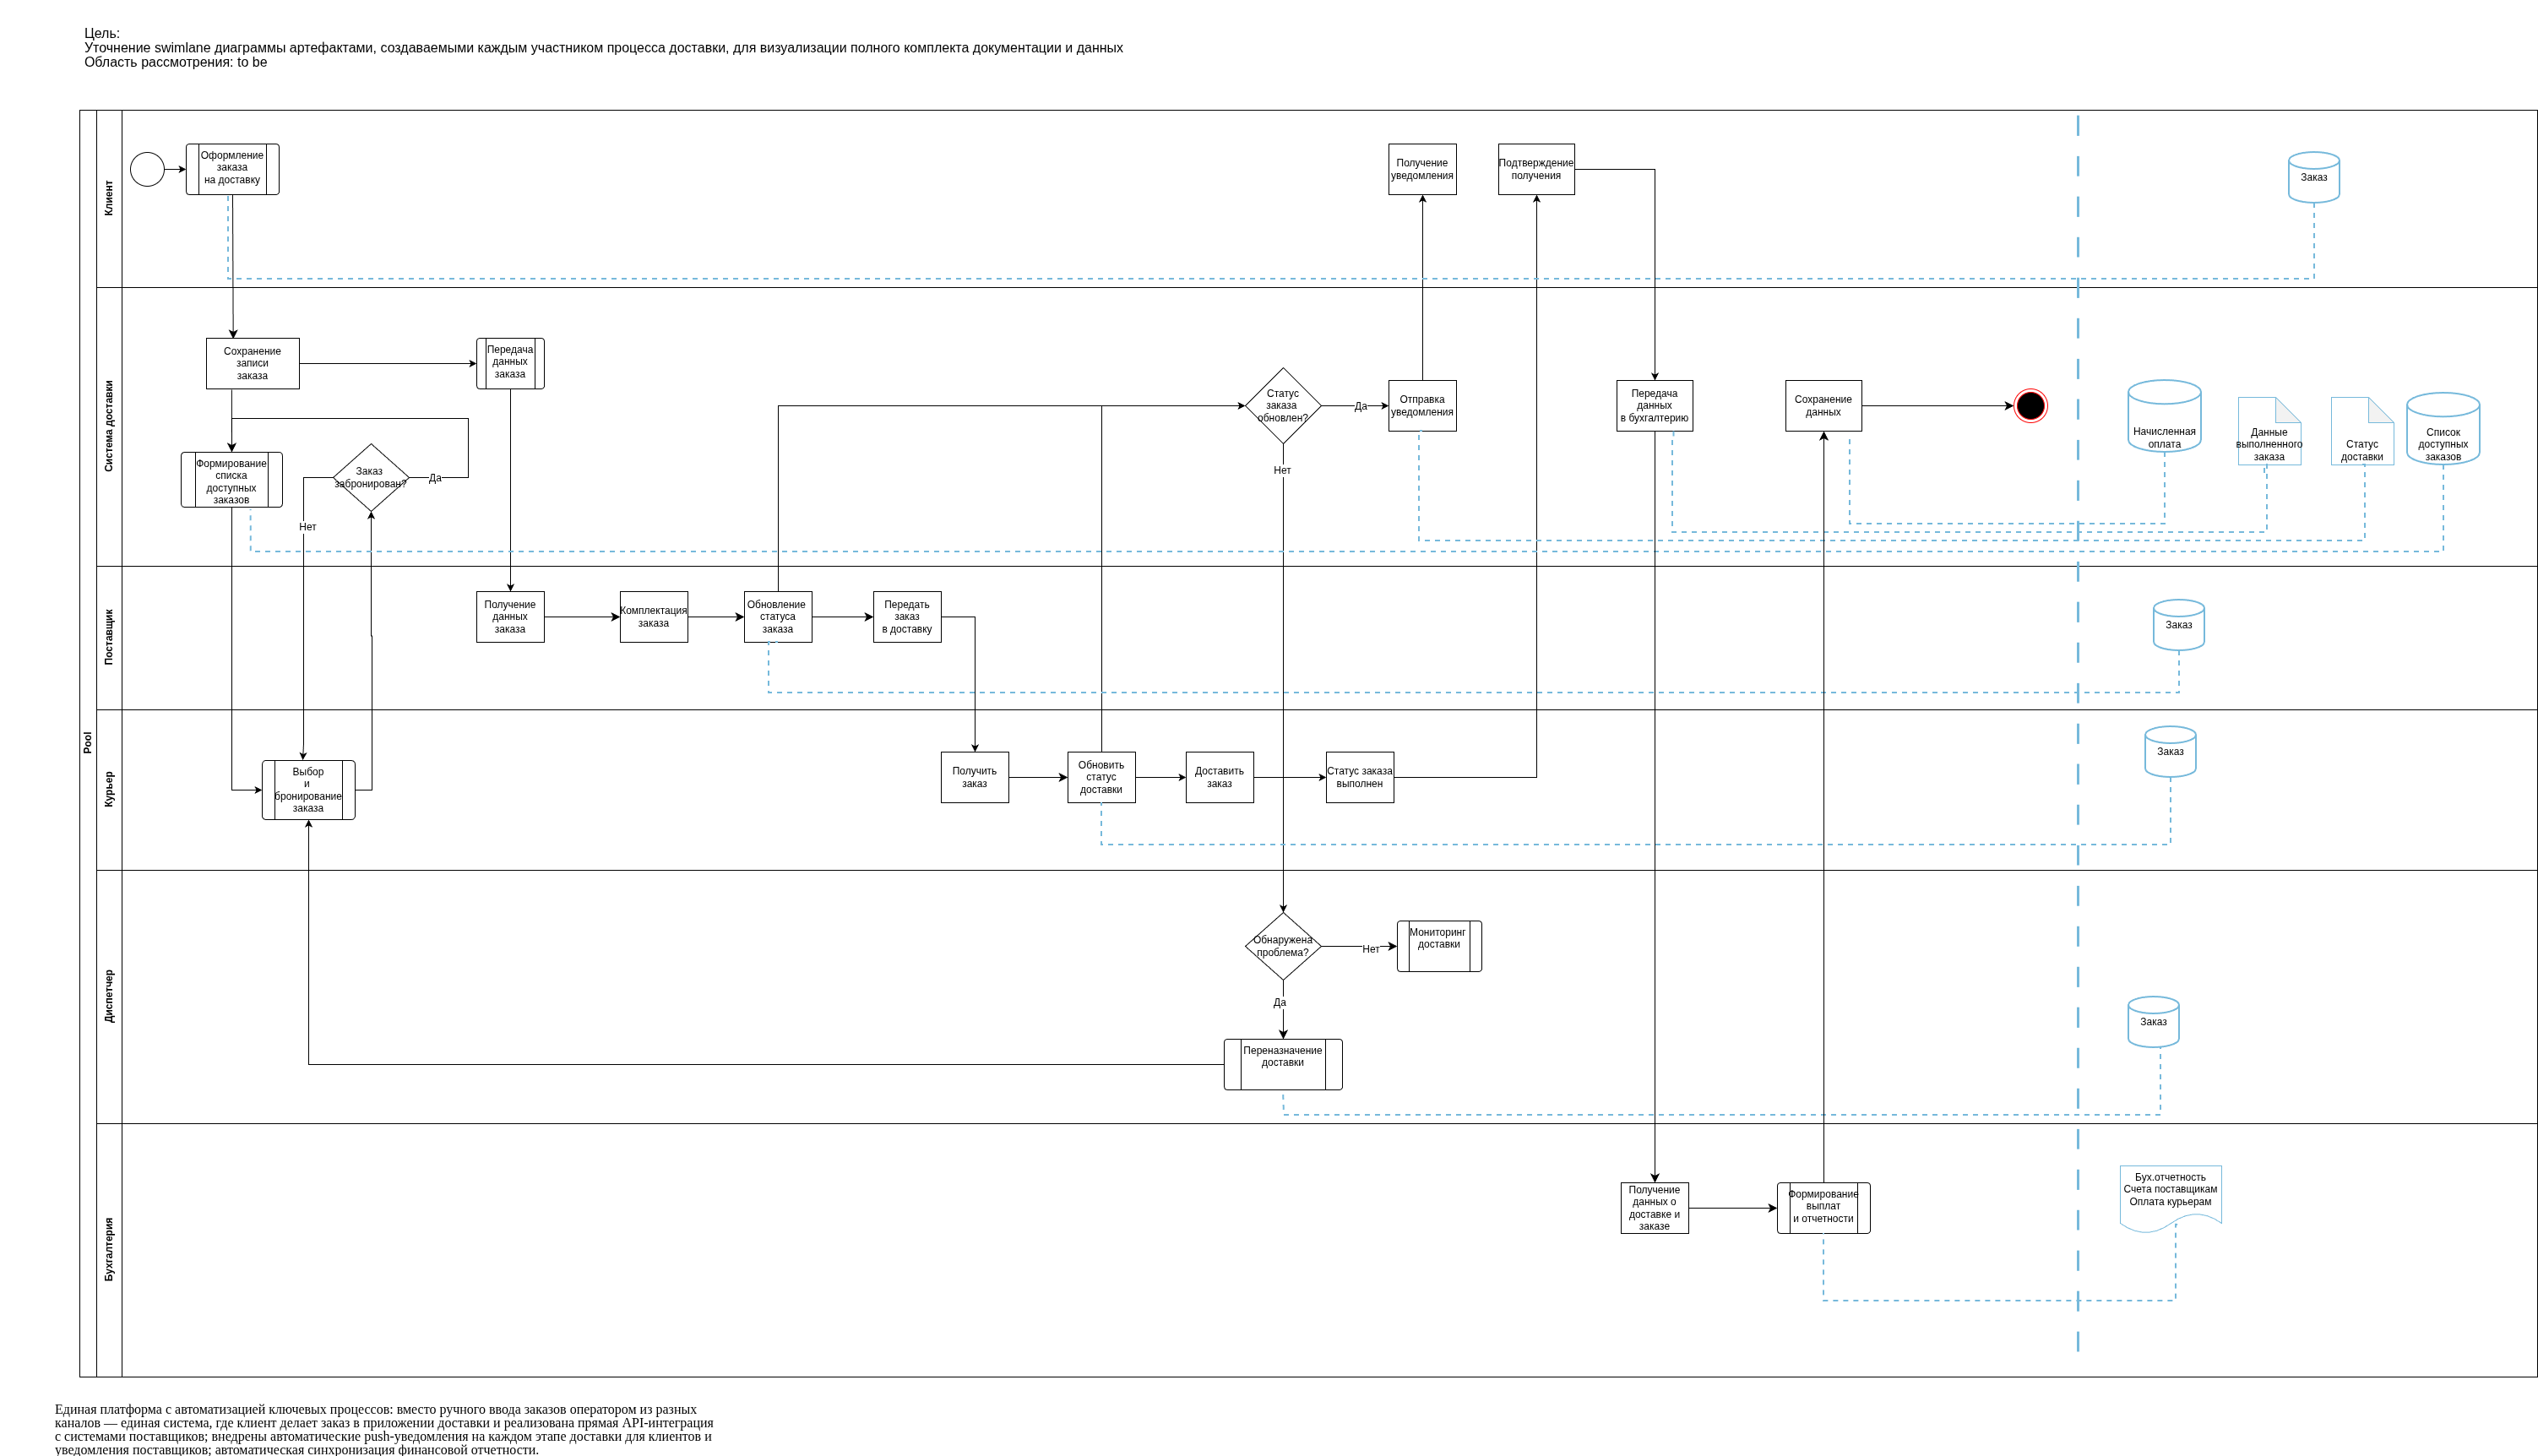 Цель:
Уточнение swimlane диаграммы артефактами, создаваемыми каждым участником процесса доставки, для визуализации полного комплекта документации и данных
Область рассмотрения: to be
Pool
Клиент
Оформление
заказа
на доставку
Получение
уведомления
Подтверждение
получения
Заказ
Система доставки
Сохранение
записи
заказа
Передача
данных
заказа
Формирование
списка
доступных
заказов
Заказ
забронирован?
Да
Нет
Статус
заказа
обновлен?
Да
Нет
Отправка
уведомления
Передача
данных
в бухгалтерию
Сохранение
данных
Начисленная
оплата
Данные
выполненного
заказа
Статус
доставки
Список
доступных
заказов
Поставщик
Получение
данных
заказа
Комплектация
заказа
Обновление
статуса
заказа
Передать
заказ
в доставку
Заказ
Курьер
Выбор
и
бронирование
заказа
Получить
заказ
Обновить
статус
доставки
Доставить
заказ
Статус заказа
выполнен
Заказ
Диспетчер
Обнаружена
проблема?
Нет
Мониторинг
доставки
Да
Переназначение
доставки
Заказ
Бухгалтерия
Получение
данных о
доставке и
заказе
Формирование
выплат
и отчетности
Бух.отчетность
Счета поставщикам
Оплата курьерам
Единая платформа с автоматизацией ключевых процессов: вместо ручного ввода заказов оператором из разных
каналов — единая система, где клиент делает заказ в приложении доставки и реализована прямая API-интеграция
с системами поставщиков; внедрены автоматические push-уведомления на каждом этапе доставки для клиентов и
уведомления поставщиков; автоматическая синхронизация финансовой отчетности.